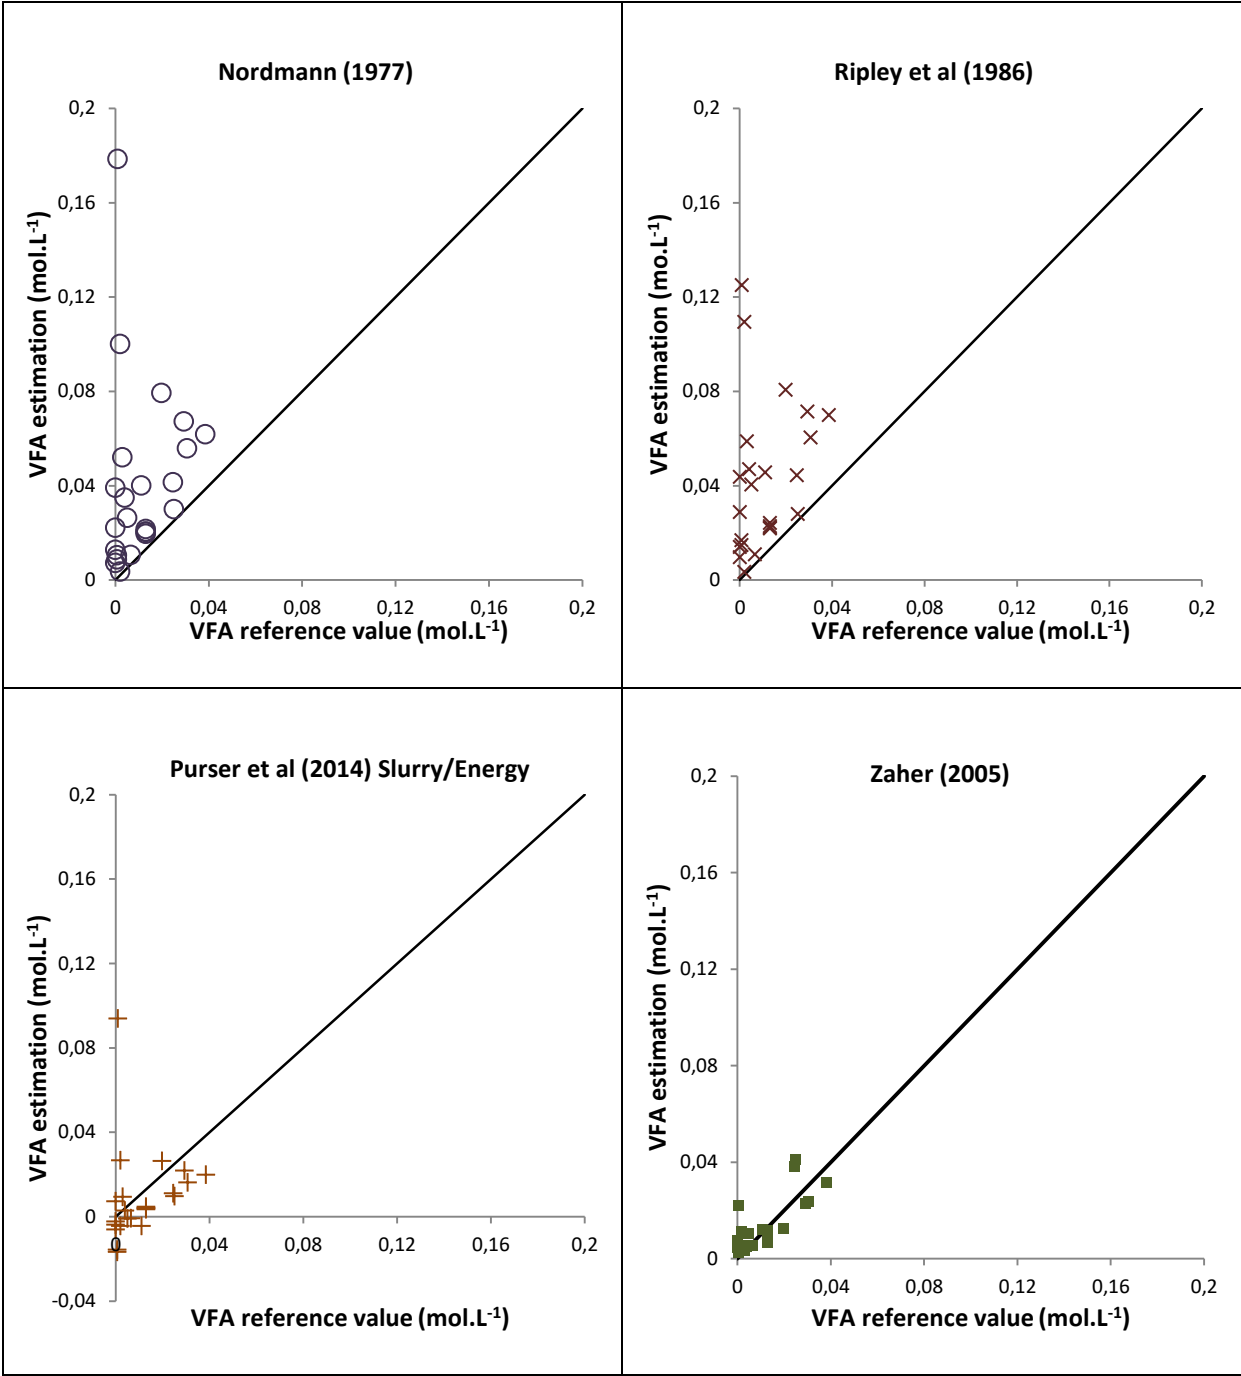 Nordmann (1977)
VFA estimation (mol.L-1)
0,2
0,16
0,12
0,08
0,04
0
0 0,04 0,08 0,12 0,16 0,2
VFA reference value (mol.L-1)
Ripley et al (1986)
VFA estimation (mo.L-1)
0,2
0,16
0,12
0,08
0,04
0
0 0,04 0,08 0,12 0,16 0,2
VFA reference value (mol.L-1)
Purser et al (2014) Slurry/Energy
VFA estimation (mol.L-1)
0,2
0,16
0,12
0,08
0,04
0
-0,04
0 0,04 0,08 0,12 0,16 0,2
VFA reference value (mol.L-1)
Zaher (2005)
VFA estimation (mol.L-1)
0,2
0,16
0,12
0,08
0,04
0
0 0,04 0,08 0,12 0,16 0,2
VFA reference value (mol.L-1)